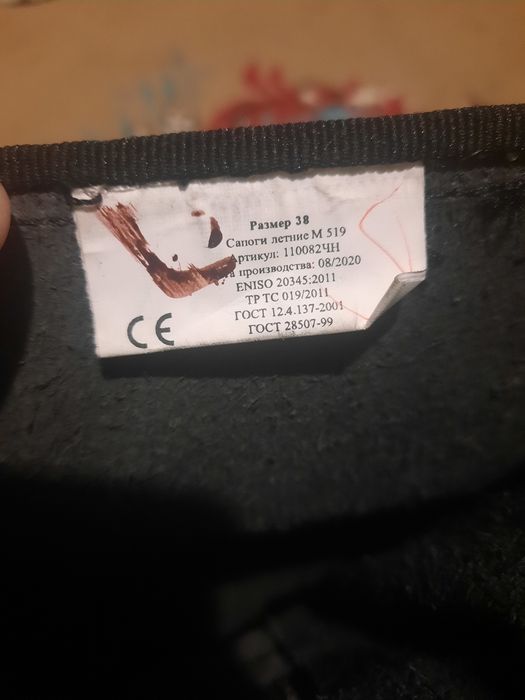 Размер 38
Сапоги летние М 519
Артикул: 110082ЧН
производства: 08/2020
ENISO 20345;2011
ТР ТС 019/2011
ГОСТ 12.4.137-2001
ГОСТ 28507-99
CE